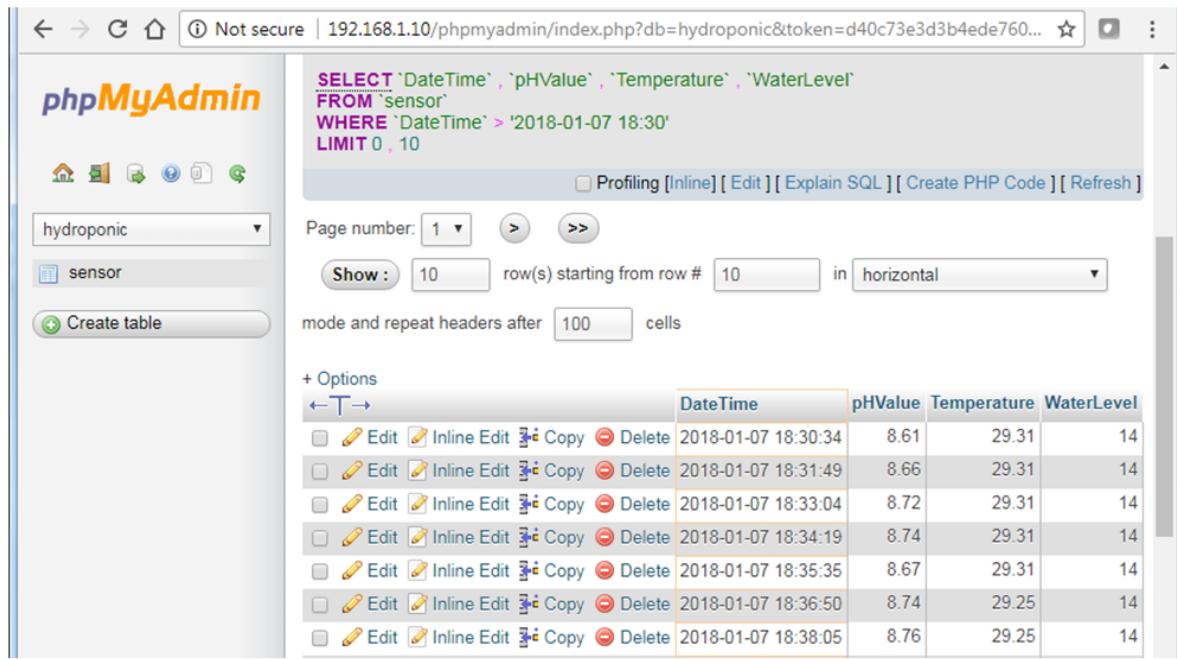 Not secure | 192.168.1.10/phpmyadmin/index.php?db=hydroponic&token=d40c73e3d3b4ede760...
phpMyAdmin
hydroponic
sensor
Create table
SELECT `DateTime` , `pHValue` , `Temperature` , `WaterLevel`
FROM `sensor`
WHERE `DateTime` > '2018-01-07 18:30'
LIMIT 0 , 10
Profiling [Inline] [ Edit ] [ Explain SQL ] [ Create PHP Code ] [ Refresh ]
Page number: 1 > >>
Show : 10 row(s) starting from row # 10 in horizontal
mode and repeat headers after 100 cells
+ Options
←T→ DateTime pHValue Temperature WaterLevel
Edit Inline Edit Copy Delete 2018-01-07 18:30:34 8.61 29.31 14
Edit Inline Edit Copy Delete 2018-01-07 18:31:49 8.66 29.31 14
Edit Inline Edit Copy Delete 2018-01-07 18:33:04 8.72 29.31 14
Edit Inline Edit Copy Delete 2018-01-07 18:34:19 8.74 29.31 14
Edit Inline Edit Copy Delete 2018-01-07 18:35:35 8.67 29.31 14
Edit Inline Edit Copy Delete 2018-01-07 18:36:50 8.74 29.25 14
Edit Inline Edit Copy Delete 2018-01-07 18:38:05 8.76 29.25 14